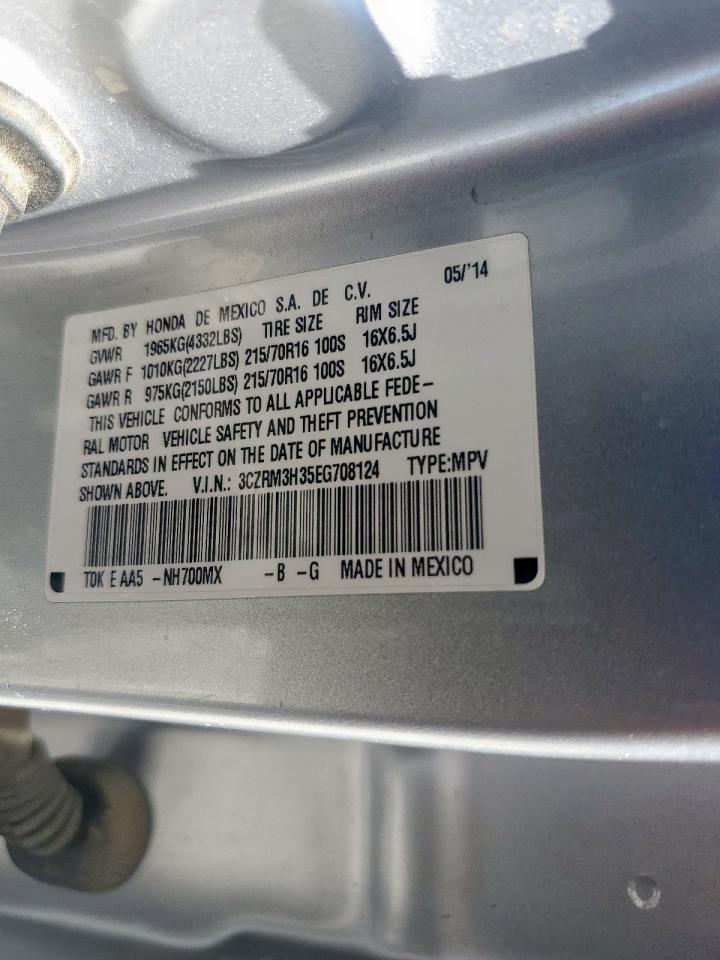 05/'14
MFD. BY HONDA DE MEXICO S.A. DE C.V.
GVWR 1965KG(4332LBS) TIRE SIZE RIM SIZE
GAWR F 1010KG(2227LBS) 215/70R16 100S 16X6.5J
GAWR R 975KG(2150LBS) 215/70R16 100S 16X6.5J
THIS VEHICLE CONFORMS TO ALL APPLICABLE FEDE-
RAL MOTOR VEHICLE SAFETY AND THEFT PREVENTION
STANDARDS IN EFFECT ON THE DATE OF MANUFACTURE
SHOWN ABOVE. V.I.N.: 3CZRM3H35EG708124 TYPE:MPV
TOK E AA5 -NH700MX -B -G MADE IN MEXICO